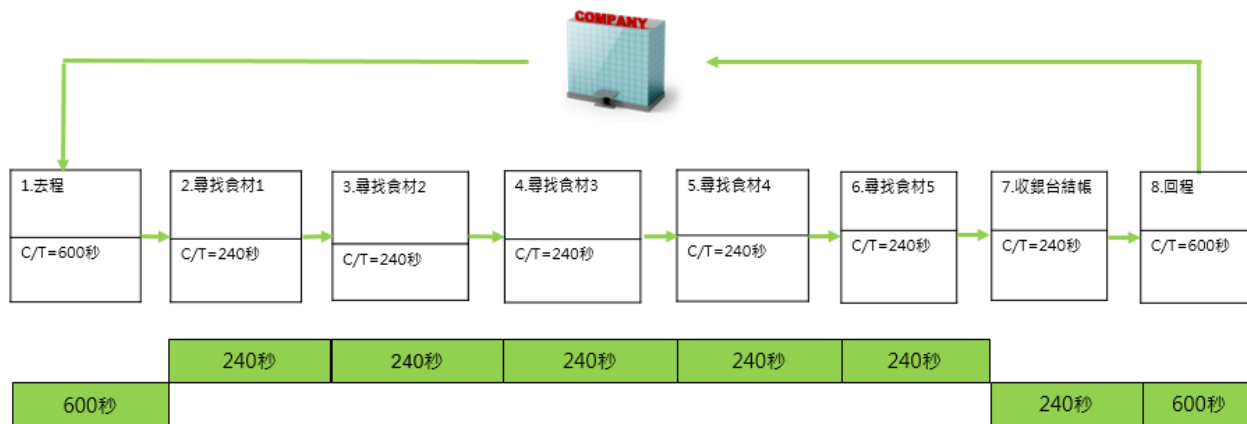 COMPANY
1.去程
2.尋找食材1
3.尋找食材2
4.尋找食材3
5.尋找食材4
6.尋找食材5
7.收銀台結帳
8.回程
C/T=600秒
C/T=240秒
C/T=240秒
C/T=240秒
C/T=240秒
C/T=240秒
C/T=240秒
C/T=600秒
240秒
240秒
240秒
240秒
240秒
600秒
240秒
600秒